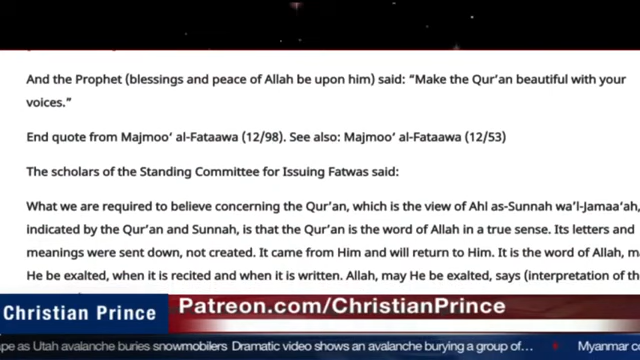 And the Prophet (blessings and peace of Allah be upon him) said: “Make the Qur’an beautiful with your
voices.”
End quote from Majmoo‘ al-Fataawa (12/98). See also: Majmoo‘ al-Fataawa (12/53)
The scholars of the Standing Committee for Issuing Fatwas said:
What we are required to believe concerning the Qur’an, which is the view of Ahl as-Sunnah wa’l-Jamaa’ah,
indicated by the Qur’an and Sunnah, is that the Qur’an is the word of Allah in a true sense. Its letters and
meanings were sent down, not created. It came from Him and will return to Him. It is the word of Allah, m
He be exalted, when it is recited and when it is written. Allah, may He be exalted, says (interpretation of th
Patreon.com/ChristianPrince
Christian Prince
ape as Utah avalanche buries snowmobilers Dramatic video shows an avalanche burying a group of… Myanmar co